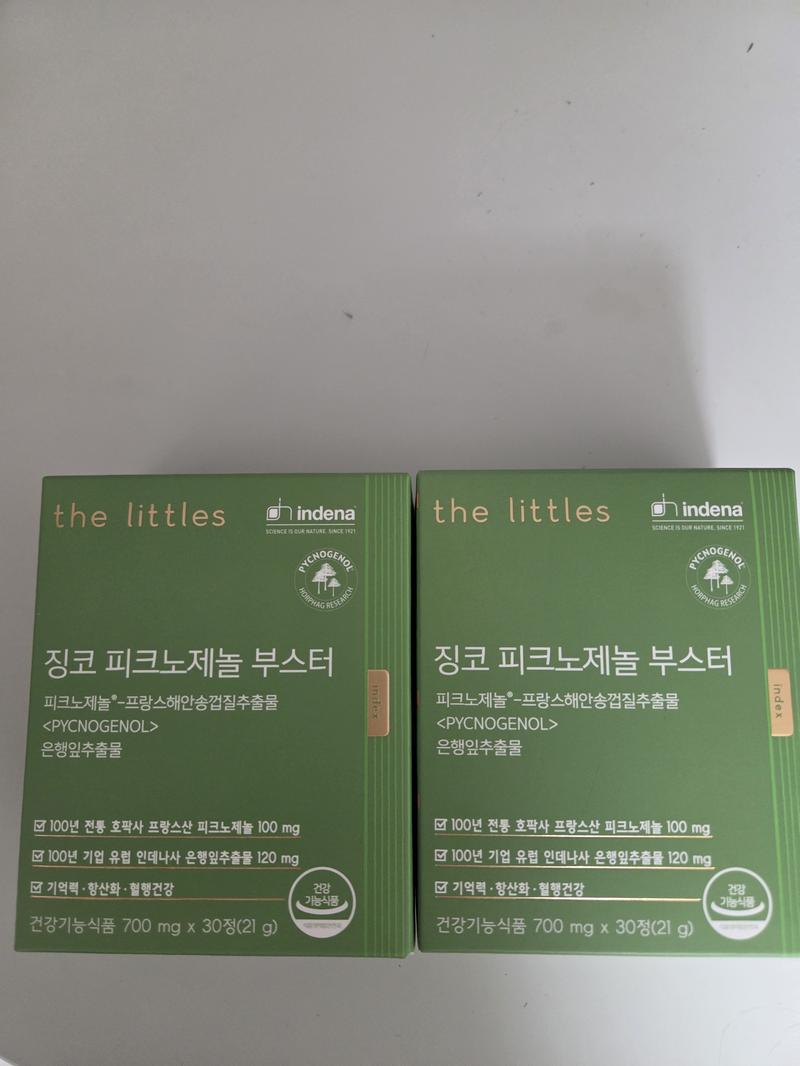 the littles
indena
SCIENCE IS OUR NATURE. SINCE 1921
PYCNOGENOL®
HORPHAG RESEARCH
징코 피크노제놀 부스터
피크노제놀®-프랑스해안송껍질추출물
<PYCNOGENOL>
은행잎추출물
index
100년 전통 호팍사 프랑스산 피크노제놀 100 mg
100년 기업 유럽 인데나사 은행잎추출물 120 mg
기억력·항산화·혈행건강
건강
기능식품
건강기능식품 700 mg x 30정(21 g)
the littles
indena
SCIENCE IS OUR NATURE. SINCE 1921
PYCNOGENOL®
HORPHAG RESEARCH
징코 피크노제놀 부스터
피크노제놀®-프랑스해안송껍질추출물
<PYCNOGENOL>
은행잎추출물
index
100년 전통 호팍사 프랑스산 피크노제놀 100 mg
100년 기업 유럽 인데나사 은행잎추출물 120 mg
기억력·항산화·혈행건강
건강
기능식품
건강기능식품 700 mg x 30정(21 g)